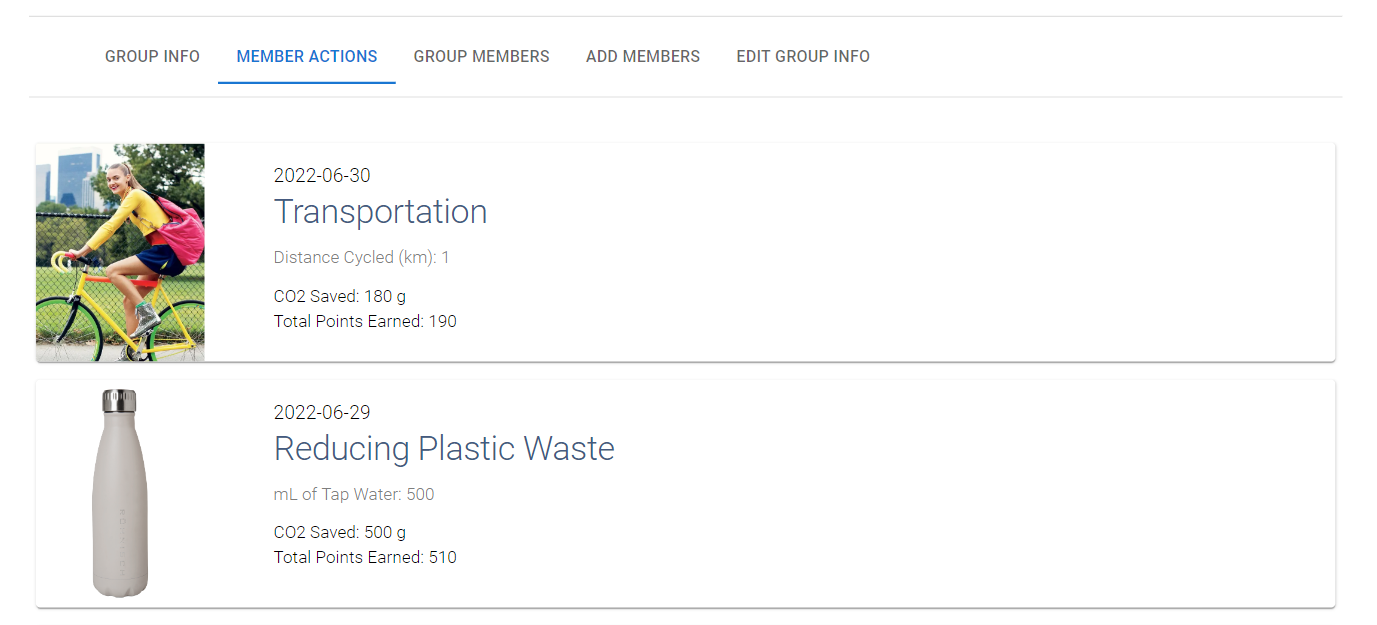 GROUP INFO MEMBER ACTIONS GROUP MEMBERS ADD MEMBERS EDIT GROUP INFO
2022-06-30
Transportation
Distance Cycled (km): 1
CO2 Saved: 180 g
Total Points Earned: 190
2022-06-29
Reducing Plastic Waste
mL of Tap Water: 500
CO2 Saved: 500 g
Total Points Earned: 510